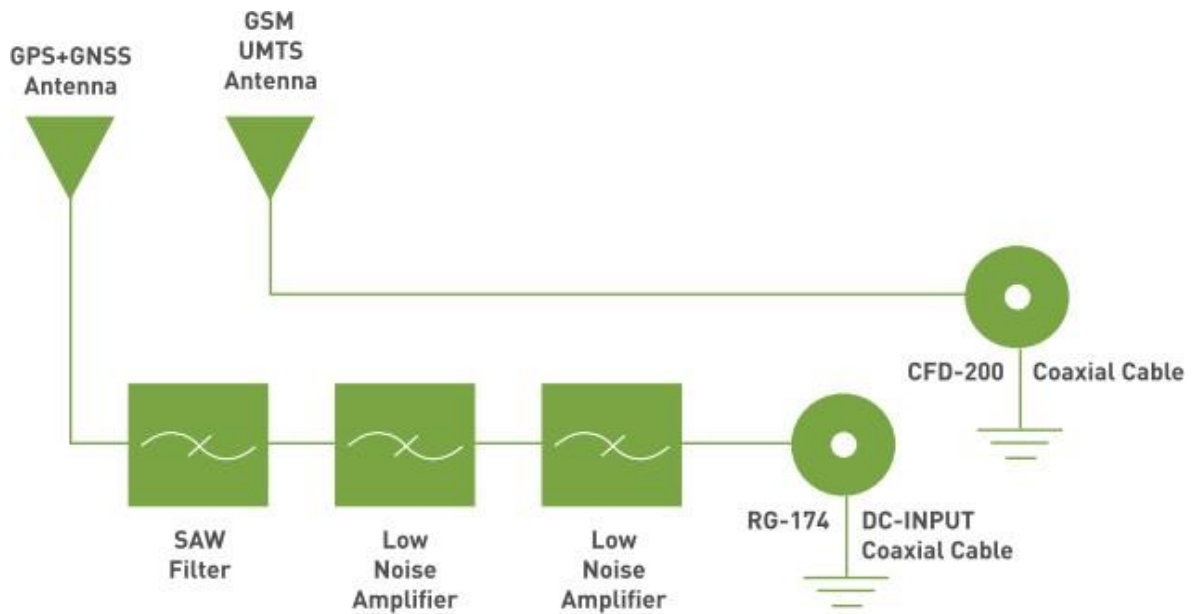 GPS+GNSS
Antenna
GSM
UMTS
Antenna
CFD-200 Coaxial Cable
SAW
Filter
Low
Noise
Amplifier
Low
Noise
Amplifier
RG-174 DC-INPUT
Coaxial Cable